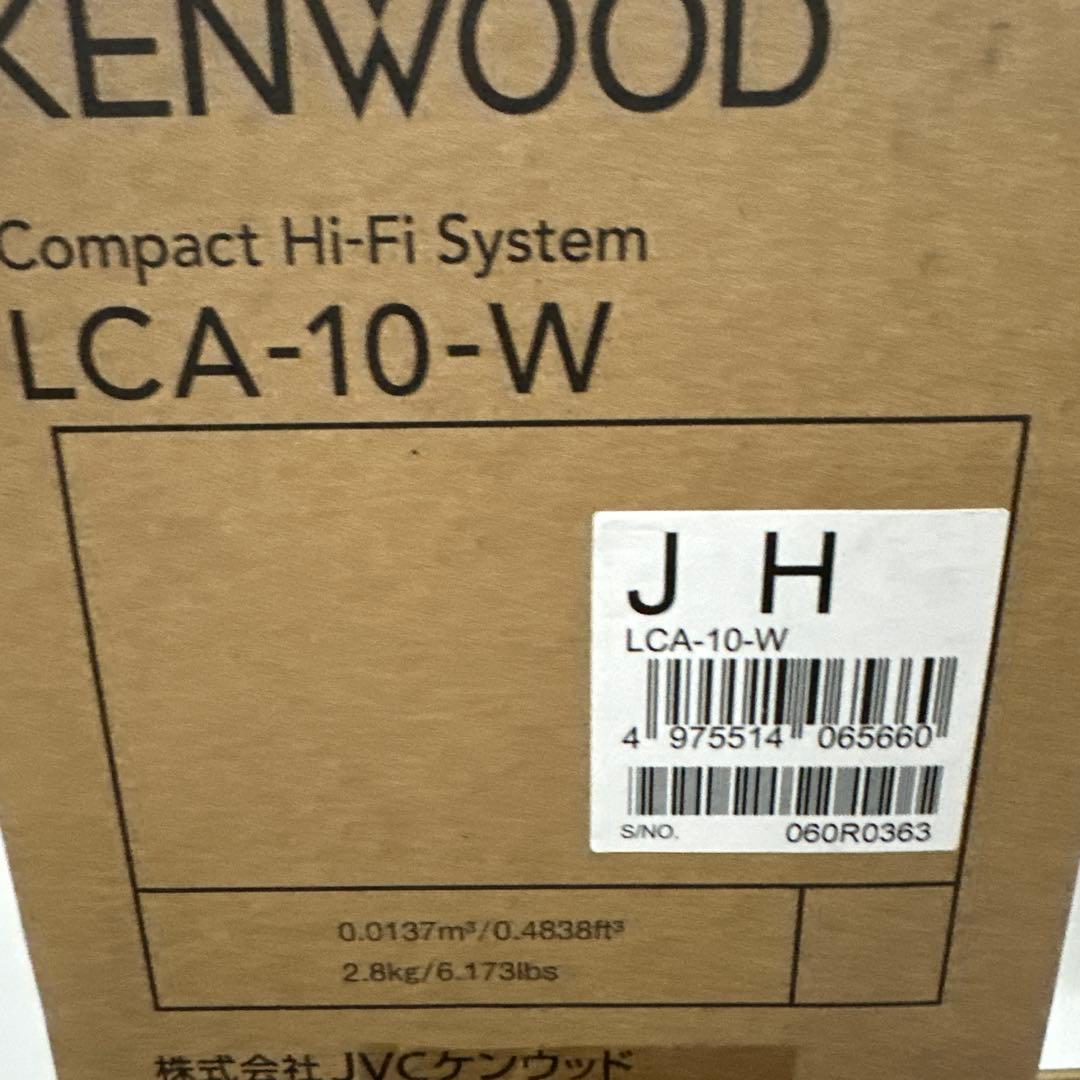 KENWOOD
Compact Hi-Fi System
LCA-10-W
J H
LCA-10-W
4 975514 065660
S/NO. 060R0363
0.0137m³/0.4838ft³
2.8kg/6.173lbs
株式会社JVCケンウッド